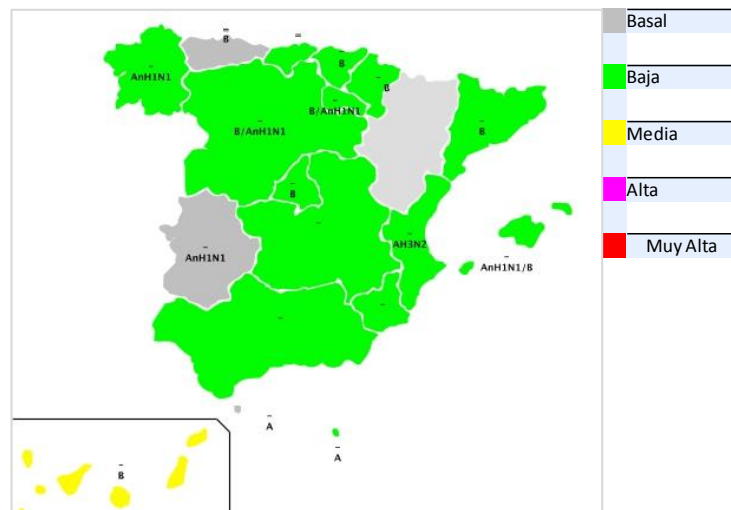 =
B
=
–
B
–
AnH1N1
–
B
–
B/AnH1N1
–
B/AnH1N1
–
B
–
B
–
AH3N2
–
AnH1N1
–
AnH1N1/B
–
–
–
A
–
A
–
B
Basal
Baja
Media
Alta
Muy Alta